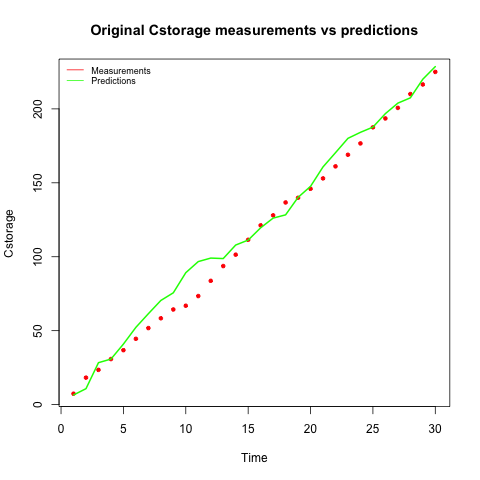 Original Cstorage measurements vs predictions
Measurements
Predictions
Cstorage
0
50
100
150
200
0 5 10 15 20 25 30
Time